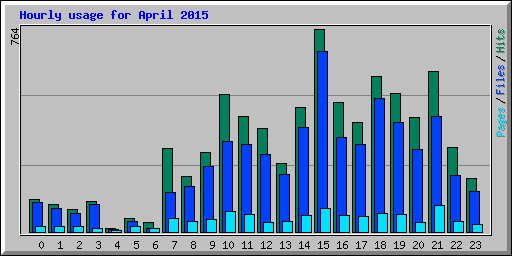 Hourly usage for April 2015
764
Pages/Files/Hits
0 1 2 3 4 5 6 7 8 9 10 11 12 13 14 15 16 17 18 19 20 21 22 23